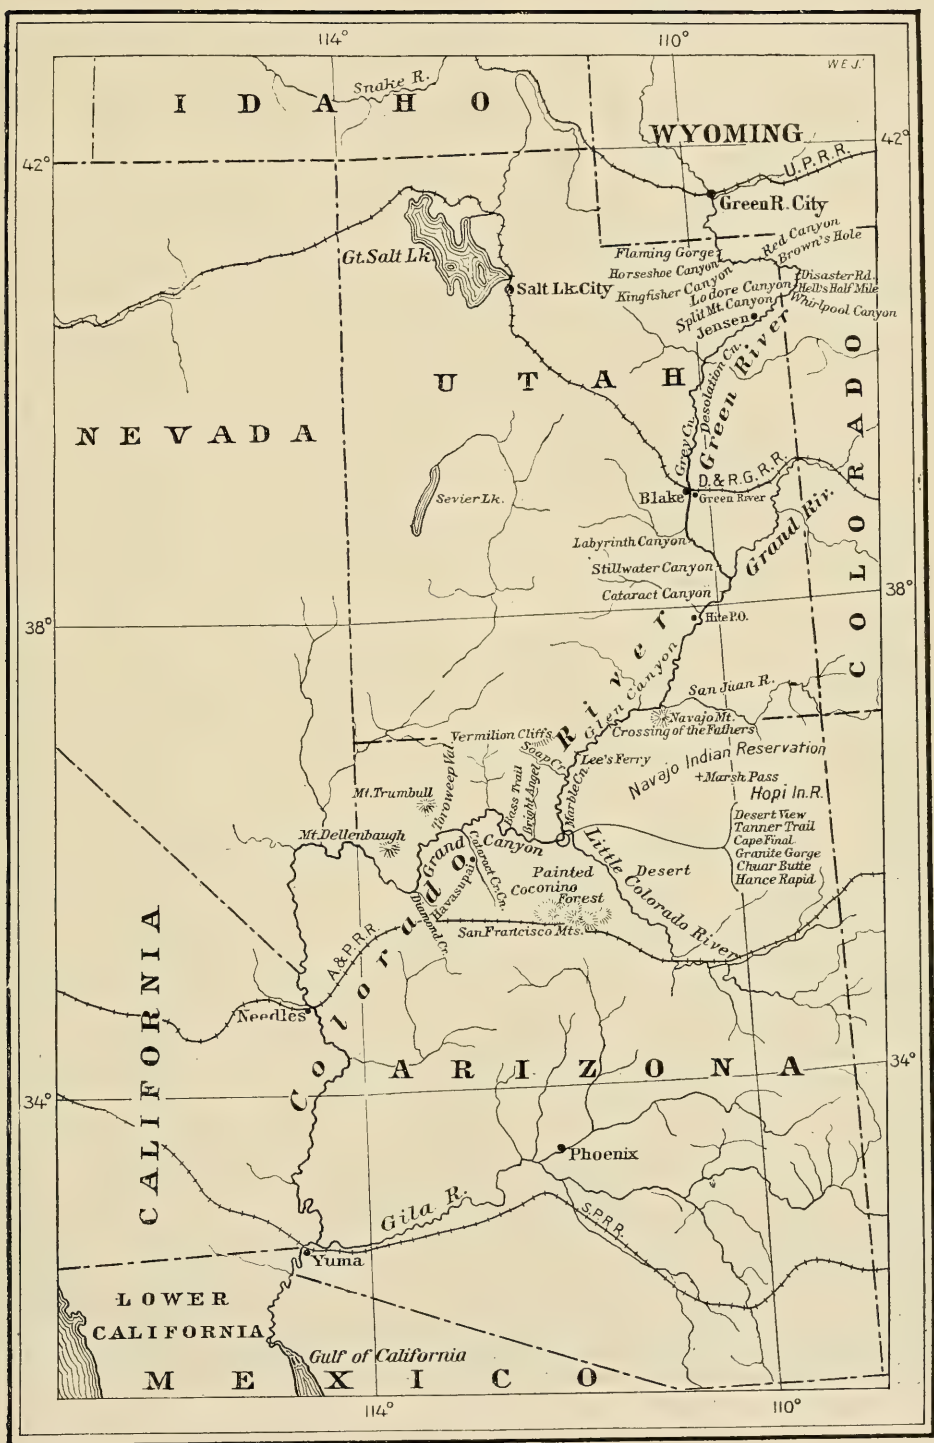 114°
110°
W E J.
Snake R.
IDAHO
WYOMING
42°
42°
U.P.R.R.
Green R. City
Red Canyon
Brown's Hole
Flaming Gorge
Horseshoe Canyon
Kingfisher Canyon
Lodore Canyon
Disaster Rd.
Hell's Half Mile
Split Mt. Canyon
Whirlpool Canyon
Jensen
Gt. Salt Lk.
Salt Lk. City
UTAH
NEVADA
COLORADO
Desolation Cn.
Green River
Grey Cn.
D. & R. G. R. R.
Blake
Green River
Sevier Lk.
Grand Riv.
Labyrinth Canyon
Stillwater Canyon
Cataract Canyon
38°
38°
Hite P.O.
Colorado River
Glen Canyon
San Juan R.
Navajo Mt.
Crossing of the Fathers
Vermilion Cliffs
Soap Cr.
Lee's Ferry
Navajo Indian Reservation
+Marsh Pass
Hopi In. R.
Mt. Trumbull
Toroweep Val.
Bass Trail
Bright Angel
Marble Cn.
Mt. Dellenbaugh
Grand Canyon
Desert View
Tanner Trail
Cape Final
Granite Gorge
Chuar Butte
Hance Rapid
Cataract Cr. Cn.
Havasupai
Diamond Cr.
Little Colorado River
Painted Desert
Coconino
Forest
San Francisco Mts.
A & P. R. R.
CALIFORNIA
Needles
ARIZONA
34°
34°
Phoenix
Gila R.
S.P.R.R.
Yuma
LOWER
CALIFORNIA
Gulf of California
MEXICO
114°
110°